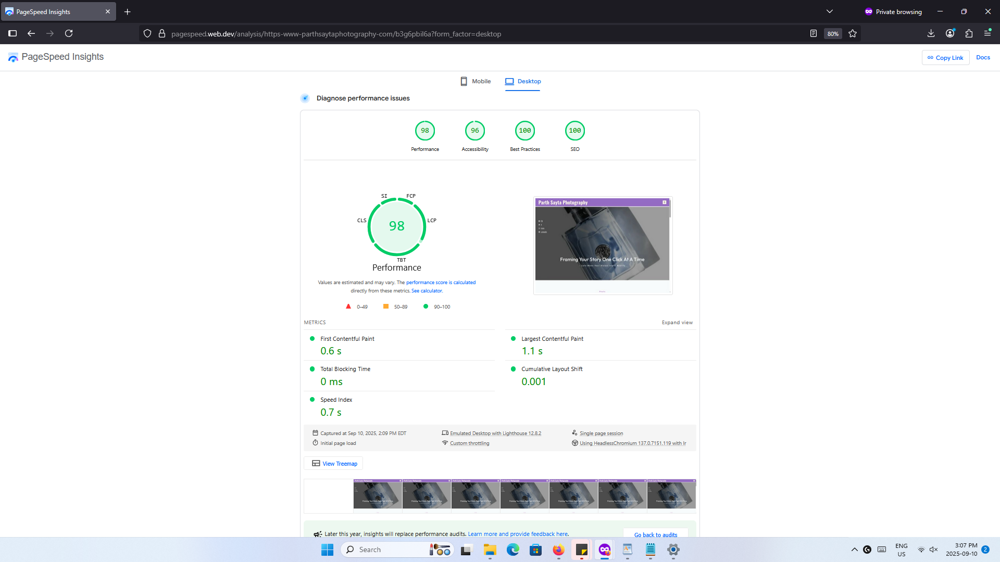 PageSpeed Insights
Private browsing
pagespeed.web.dev/analysis/https-www-parthsaytaphotography-com/b3g6pbil6a?form_factor=desktop
80%
PageSpeed Insights
Copy Link
Docs
Mobile
Desktop
Diagnose performance issues
98
96
100
100
Performance
Accessibility
Best Practices
SEO
SI
FCP
CLS
LCP
98
TBT
Performance
Values are estimated and may vary. The performance score is calculated
directly from these metrics. See calculator.
0–49
50–89
90–100
Parth Sayta Photography
Framing Your Story One Click At A Time
METRICS
Expand view
First Contentful Paint
0.6 s
Largest Contentful Paint
1.1 s
Total Blocking Time
0 ms
Cumulative Layout Shift
0.001
Speed Index
0.7 s
Captured at Sep 10, 2025, 2:09 PM EDT
Emulated Desktop with Lighthouse 12.8.2
Single page session
Initial page load
Custom throttling
Using HeadlessChromium 137.0.7151.119 with lr
View Treemap
Later this year, insights will replace performance audits. Learn more and provide feedback here.
Go back to audits
Search
ENG
US
3:07 PM
2025-09-10
2